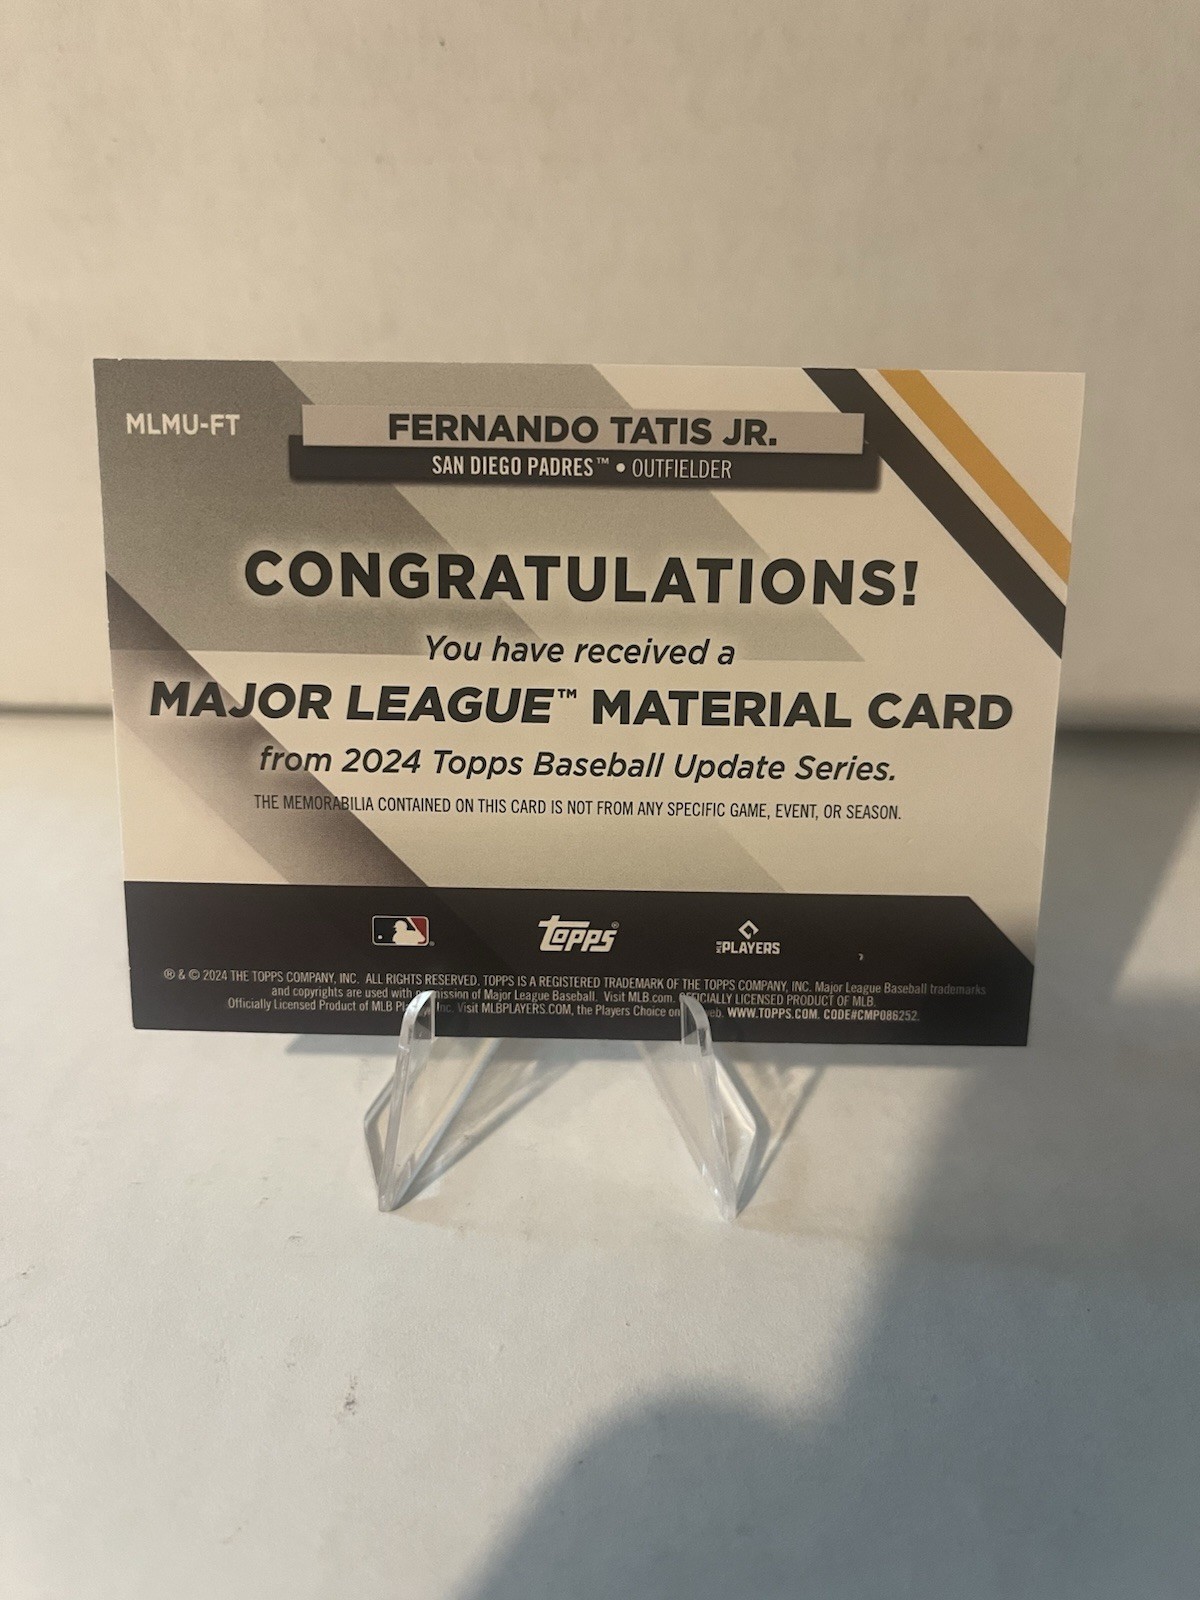 MLMU-FT
FERNANDO TATIS JR.
SAN DIEGO PADRES™ • OUTFIELDER
CONGRATULATIONS!
You have received a
MAJOR LEAGUE™ MATERIAL CARD
from 2024 Topps Baseball Update Series.
THE MEMORABILIA CONTAINED ON THIS CARD IS NOT FROM ANY SPECIFIC GAME, EVENT, OR SEASON.
Topps® MLB PLAYERS
® & © 2024 THE TOPPS COMPANY, INC. ALL RIGHTS RESERVED. TOPPS IS A REGISTERED TRADEMARK OF THE TOPPS COMPANY, INC. Major League Baseball trademarks
and copyrights are used with permission of Major League Baseball. Visit MLB.com. OFFICIALLY LICENSED PRODUCT OF MLB.
Officially Licensed Product of MLB Inc. Visit MLBPLAYERS.COM, the Players Choice on web. WWW.TOPPS.COM. CODE#CMP086252.